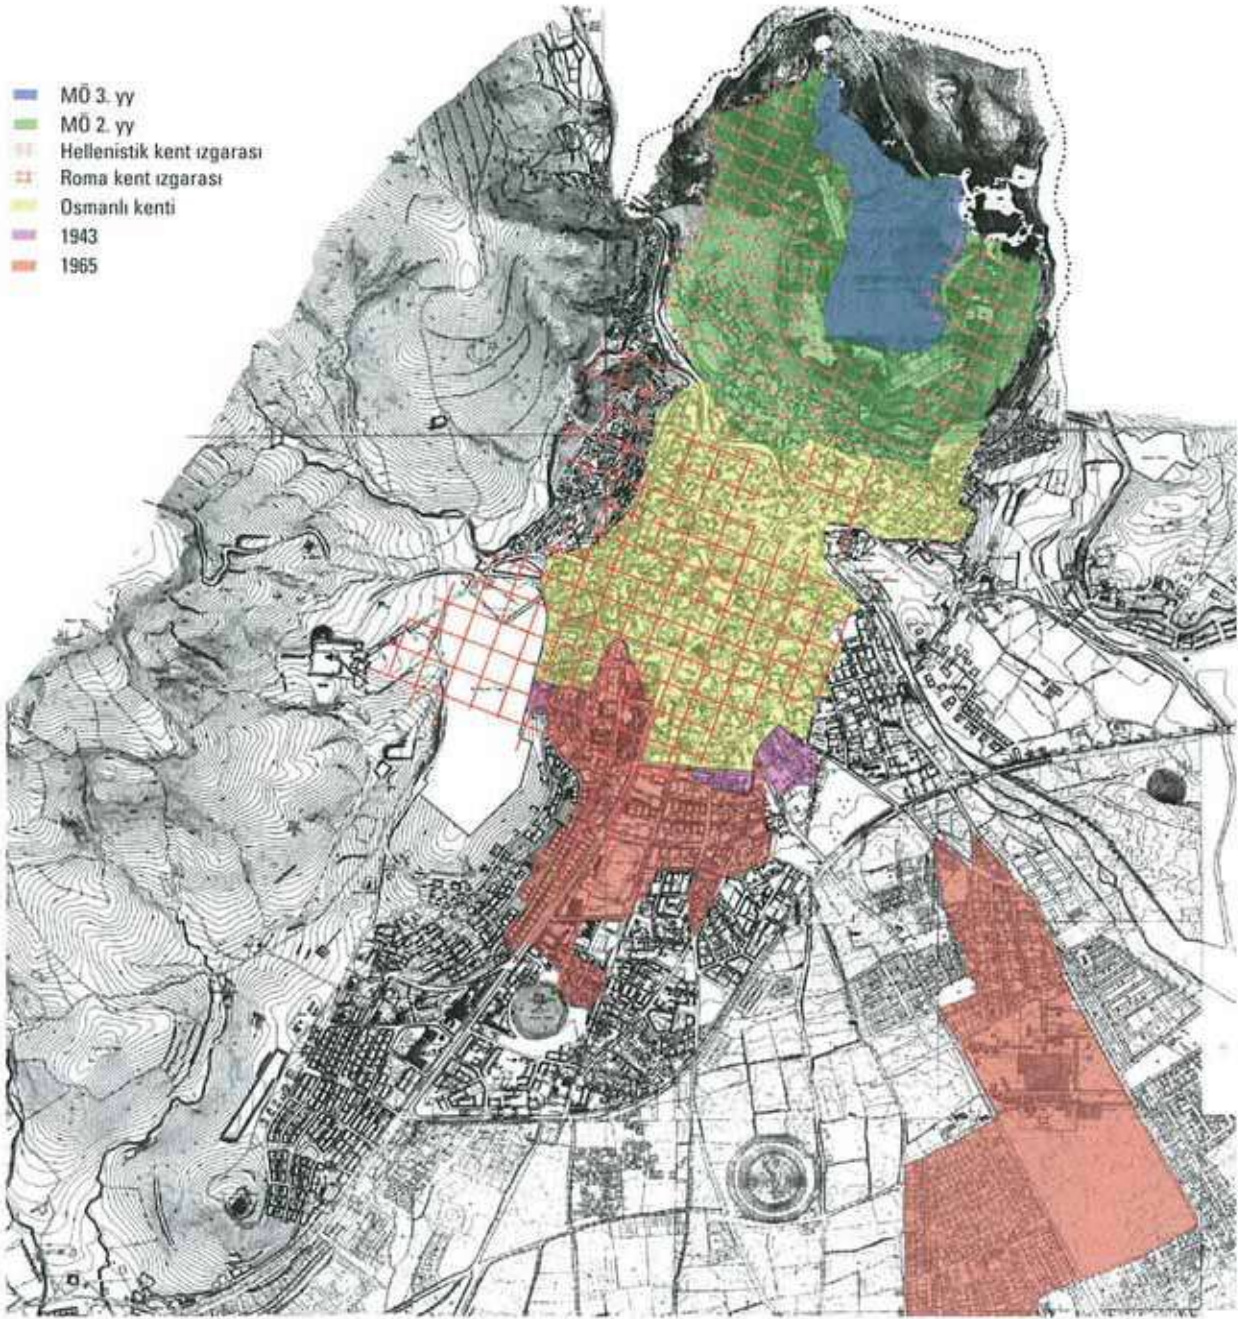 MÖ 3. yy
MÖ 2. yy
Hellenistik kent ızgarası
Roma kent ızgarası
Osmanlı kenti
1943
1965